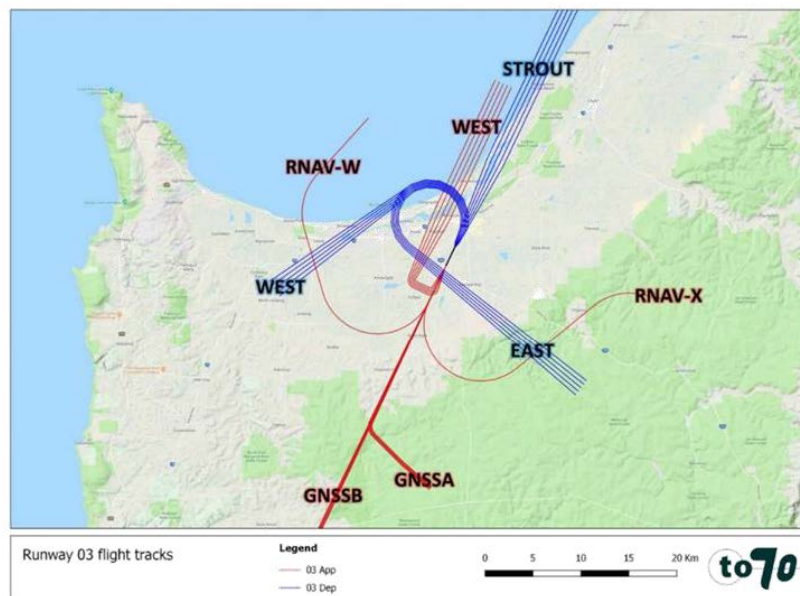 STROUT
WEST
RNAV-W
WEST
RNAV-X
EAST
GNSSA
GNSSB
Runway 03 flight tracks
Legend
03 App
03 Dep
0 5 10 15 20 Km
to70